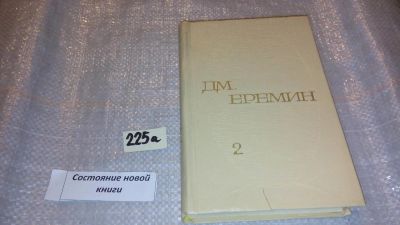 ДМ.
ЕРЕМИН
2
225а
Состояние новой
книги